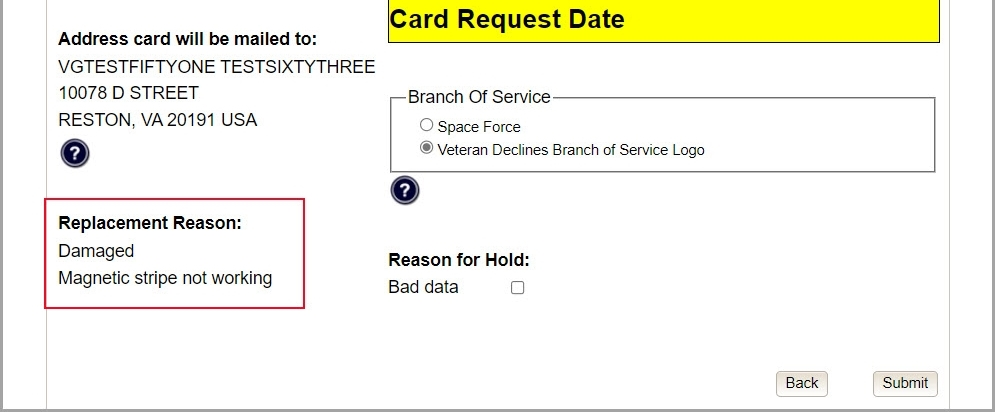 Card Request Date
Address card will be mailed to:
VGTESTFIFTYONE TESTSIXTYTHREE
10078 D STREET
RESTON, VA 20191 USA
?
Branch Of Service
Space Force
Veteran Declines Branch of Service Logo
?
Replacement Reason:
Damaged
Magnetic stripe not working
Reason for Hold:
Bad data
Back
Submit